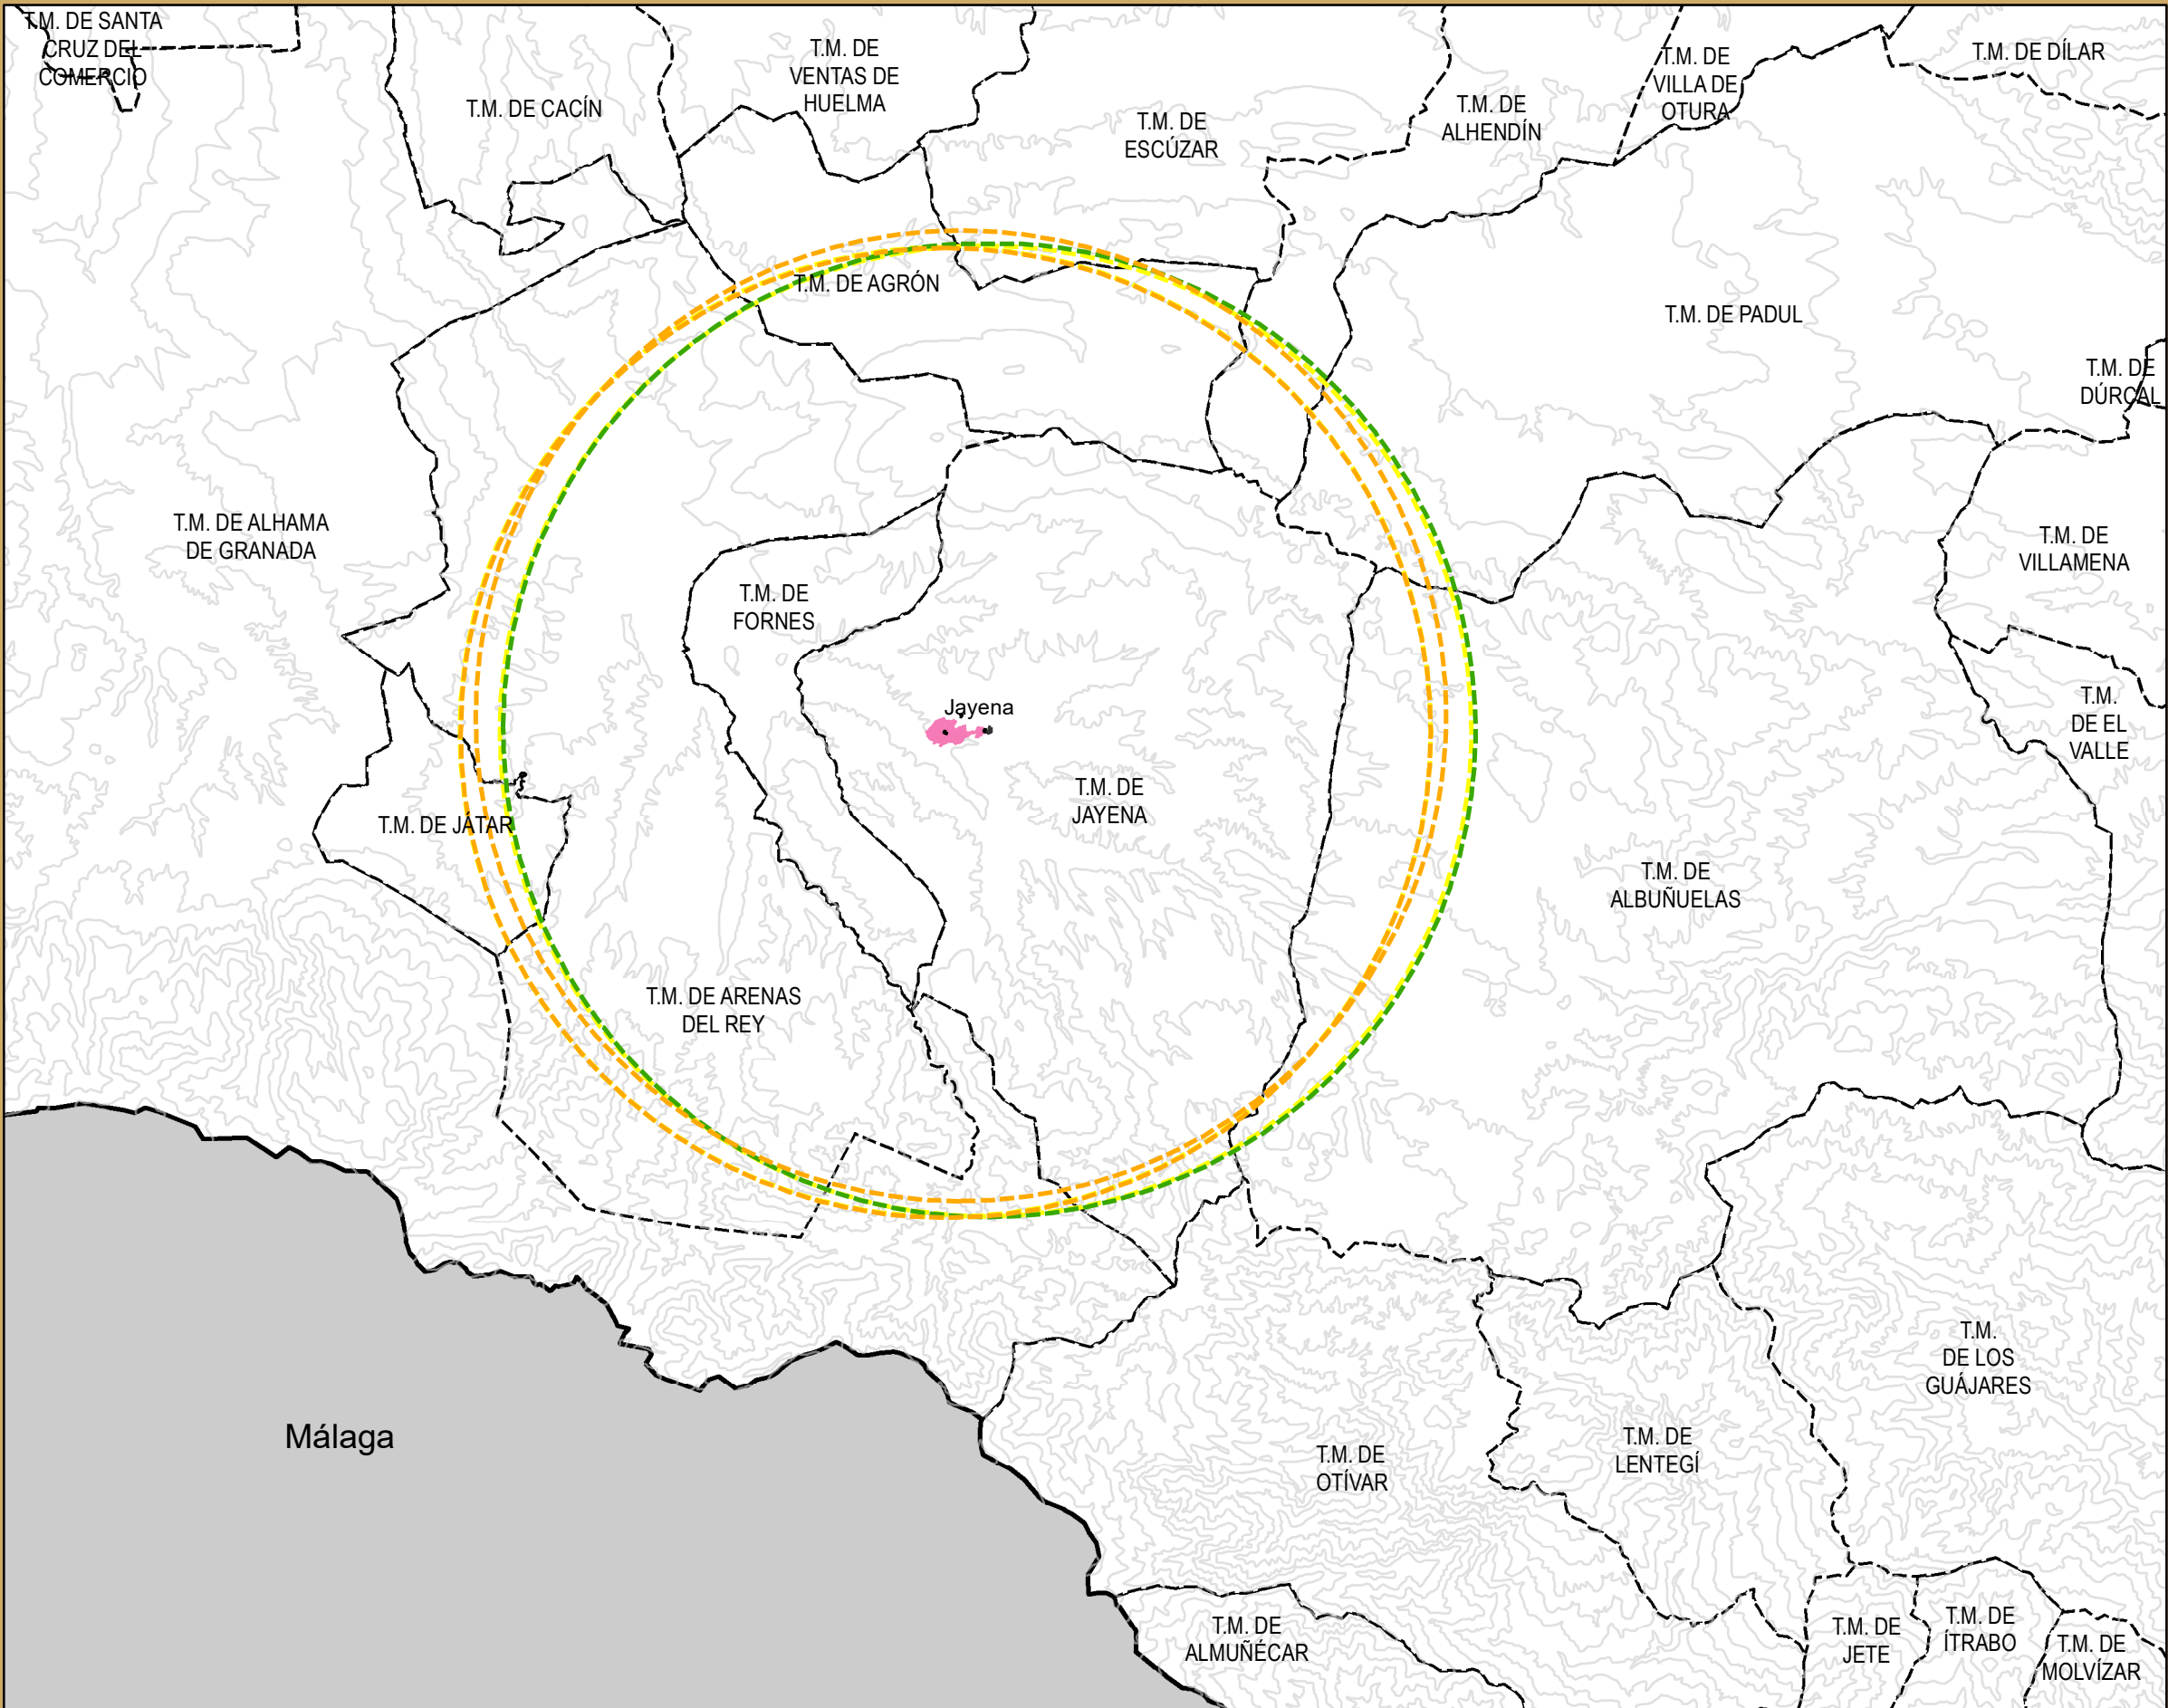 T.M. DE SANTA
CRUZ DEL
COMERCIO
T.M. DE CACÍN
T.M. DE
VENTAS DE
HUELMA
T.M. DE
ESCÚZAR
T.M. DE
ALHENDÍN
T.M. DE
VILLA DE
OTURA
T.M. DE DÍLAR
T.M. DE AGRÓN
T.M. DE PADUL
T.M. DE
DÚRCAL
T.M. DE ALHAMA
DE GRANADA
T.M. DE
FORNES
T.M. DE
VILLAMENA
Jayena
T.M.
DE EL
VALLE
T.M. DE
JAYENA
T.M. DE JÁTAR
T.M. DE
ALBUÑUELAS
T.M. DE ARENAS
DEL REY
T.M.
DE LOS
GUÁJARES
Málaga
T.M. DE
OTÍVAR
T.M. DE
LENTEGÍ
T.M. DE
ALMUÑÉCAR
T.M. DE
JETE
T.M. DE
ÍTRABO
T.M. DE
MOLVÍZAR